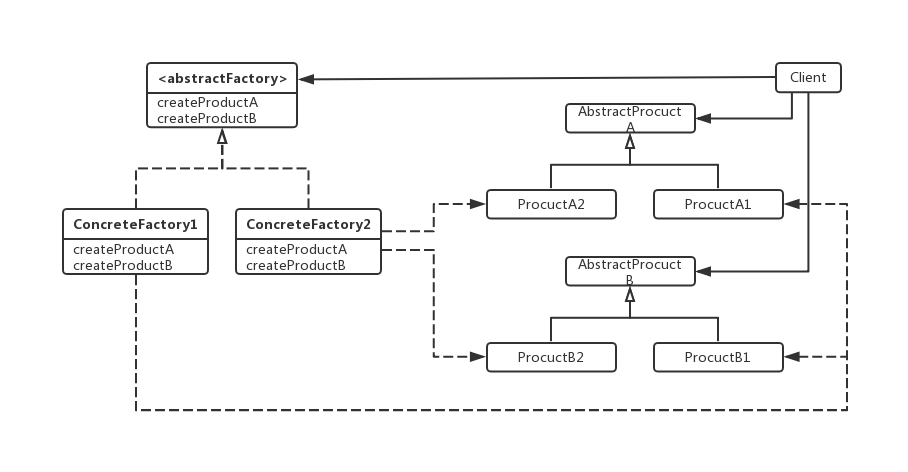 <abstractFactory>
createProductA
createProductB
Client
AbstractProcuct
A
ConcreteFactory1
createProductA
createProductB
ConcreteFactory2
createProductA
createProductB
ProcuctA2
ProcuctA1
AbstractProcuct
B
ProcuctB2
ProcuctB1